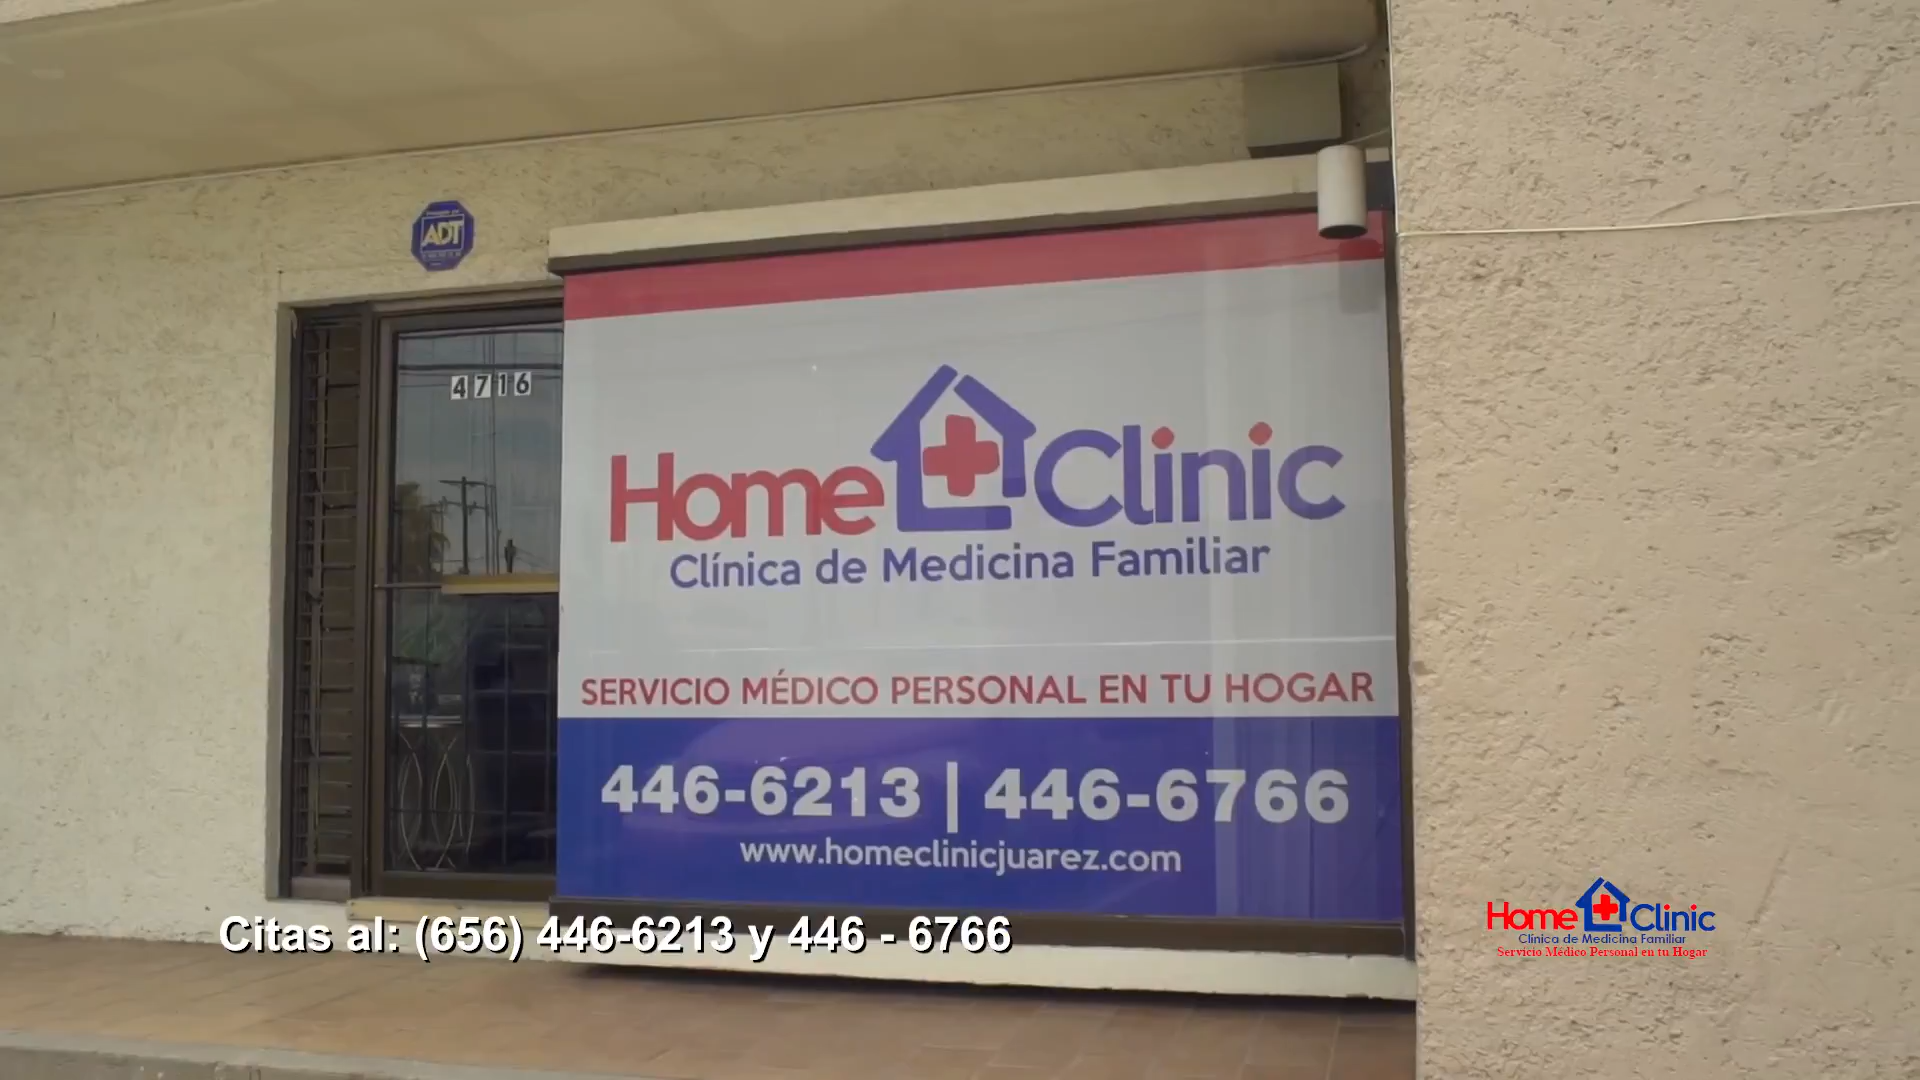 ADT
4716
Home Clinic
Clínica de Medicina Familiar
SERVICIO MÉDICO PERSONAL EN TU HOGAR
446-6213 | 446-6766
www.homeclinicjuarez.com
Citas al: (656) 446-6213 y 446 - 6766
Home Clinic
Clínica de Medicina Familiar
Servicio Médico Personal en tu Hogar